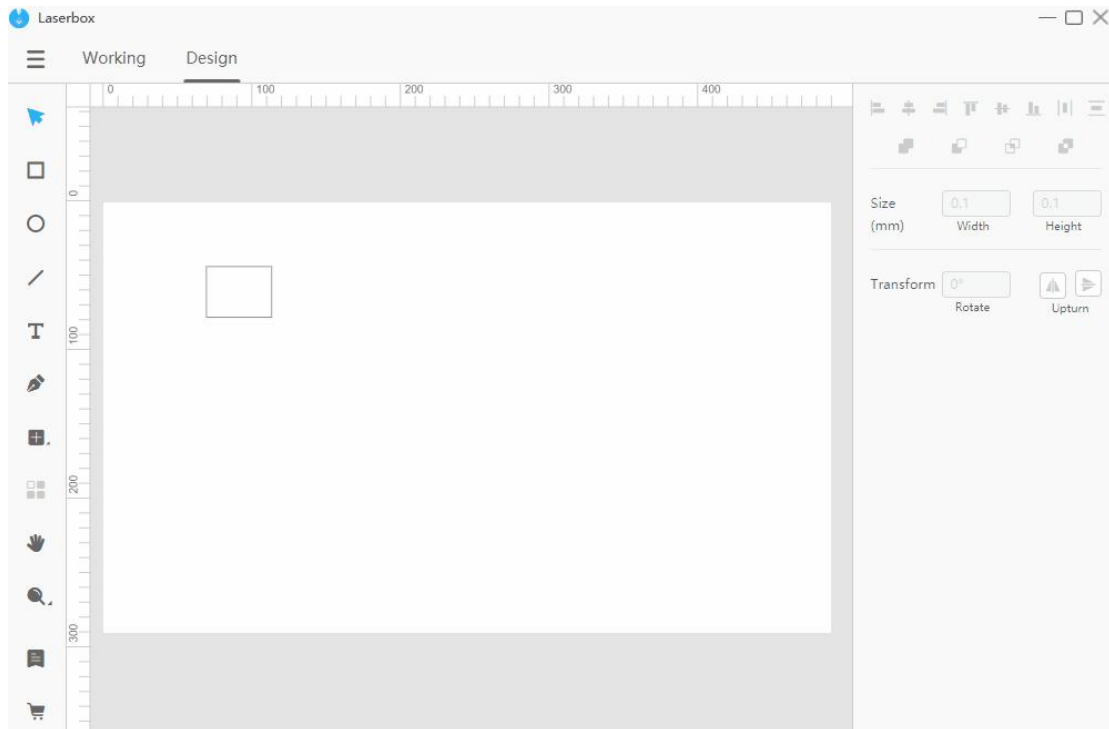 Laserbox
Working Design
0 100 200 300 400
0
100
200
300
Size (mm) 0.1 0.1
Width Height
Transform 0°
Rotate Upturn
T